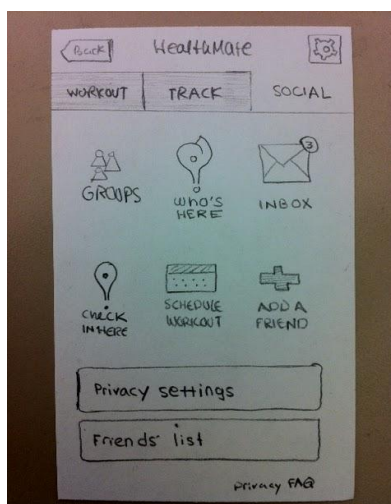 Back HealthMate
WORKOUT TRACK SOCIAL
3
GROUPS WHO'S HERE INBOX
CHECK IN HERE SCHEDULE WORKOUT ADD A FRIEND
Privacy settings
Friends' list
Privacy FAQ